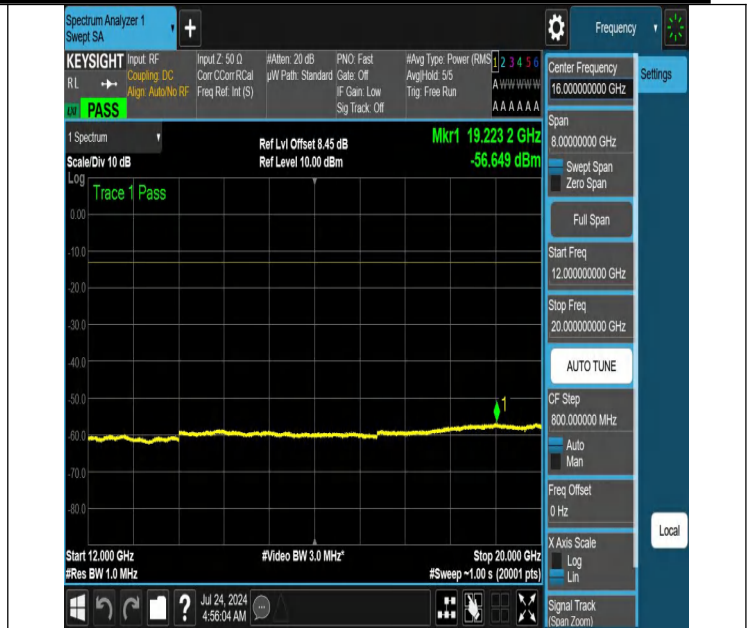 Spectrum Analyzer 1
Swept SA
Frequency
KEYSIGHT
RL
PASS
Input: RF
Coupling: DC
Align: Auto/No RF
Input Z: 50 Ω
Corr CCorr RCal
Freq Ref: Int (S)
#Atten: 20 dB
µW Path: Standard
PNO: Fast
Gate: Off
IF Gain: Low
Sig Track: Off
#Avg Type: Power (RMS
Avg|Hold: 5/5
Trig: Free Run
1 2 3 4 5 6
A W W W W W
A A A A A A
Center Frequency
16.000000000 GHz
Settings
1 Spectrum
Scale/Div 10 dB
Ref Lvl Offset 8.45 dB
Ref Level 10.00 dBm
Mkr1 19.223 2 GHz
-56.649 dBm
Span
8.00000000 GHz
Swept Span
Zero Span
Full Span
Start Freq
12.000000000 GHz
Stop Freq
20.000000000 GHz
AUTO TUNE
CF Step
800.000000 MHz
Auto
Man
Freq Offset
0 Hz
X Axis Scale
Log
Lin
Signal Track
(Span Zoom)
Local
Log
Trace 1 Pass
0.00
-10.0
-20.0
-30.0
-40.0
-50.0
-60.0
-70.0
-80.0
1
Start 12.000 GHz
#Res BW 1.0 MHz
#Video BW 3.0 MHz*
Stop 20.000 GHz
#Sweep ~1.00 s (20001 pts)
?
Jul 24, 2024
4:56:04 AM